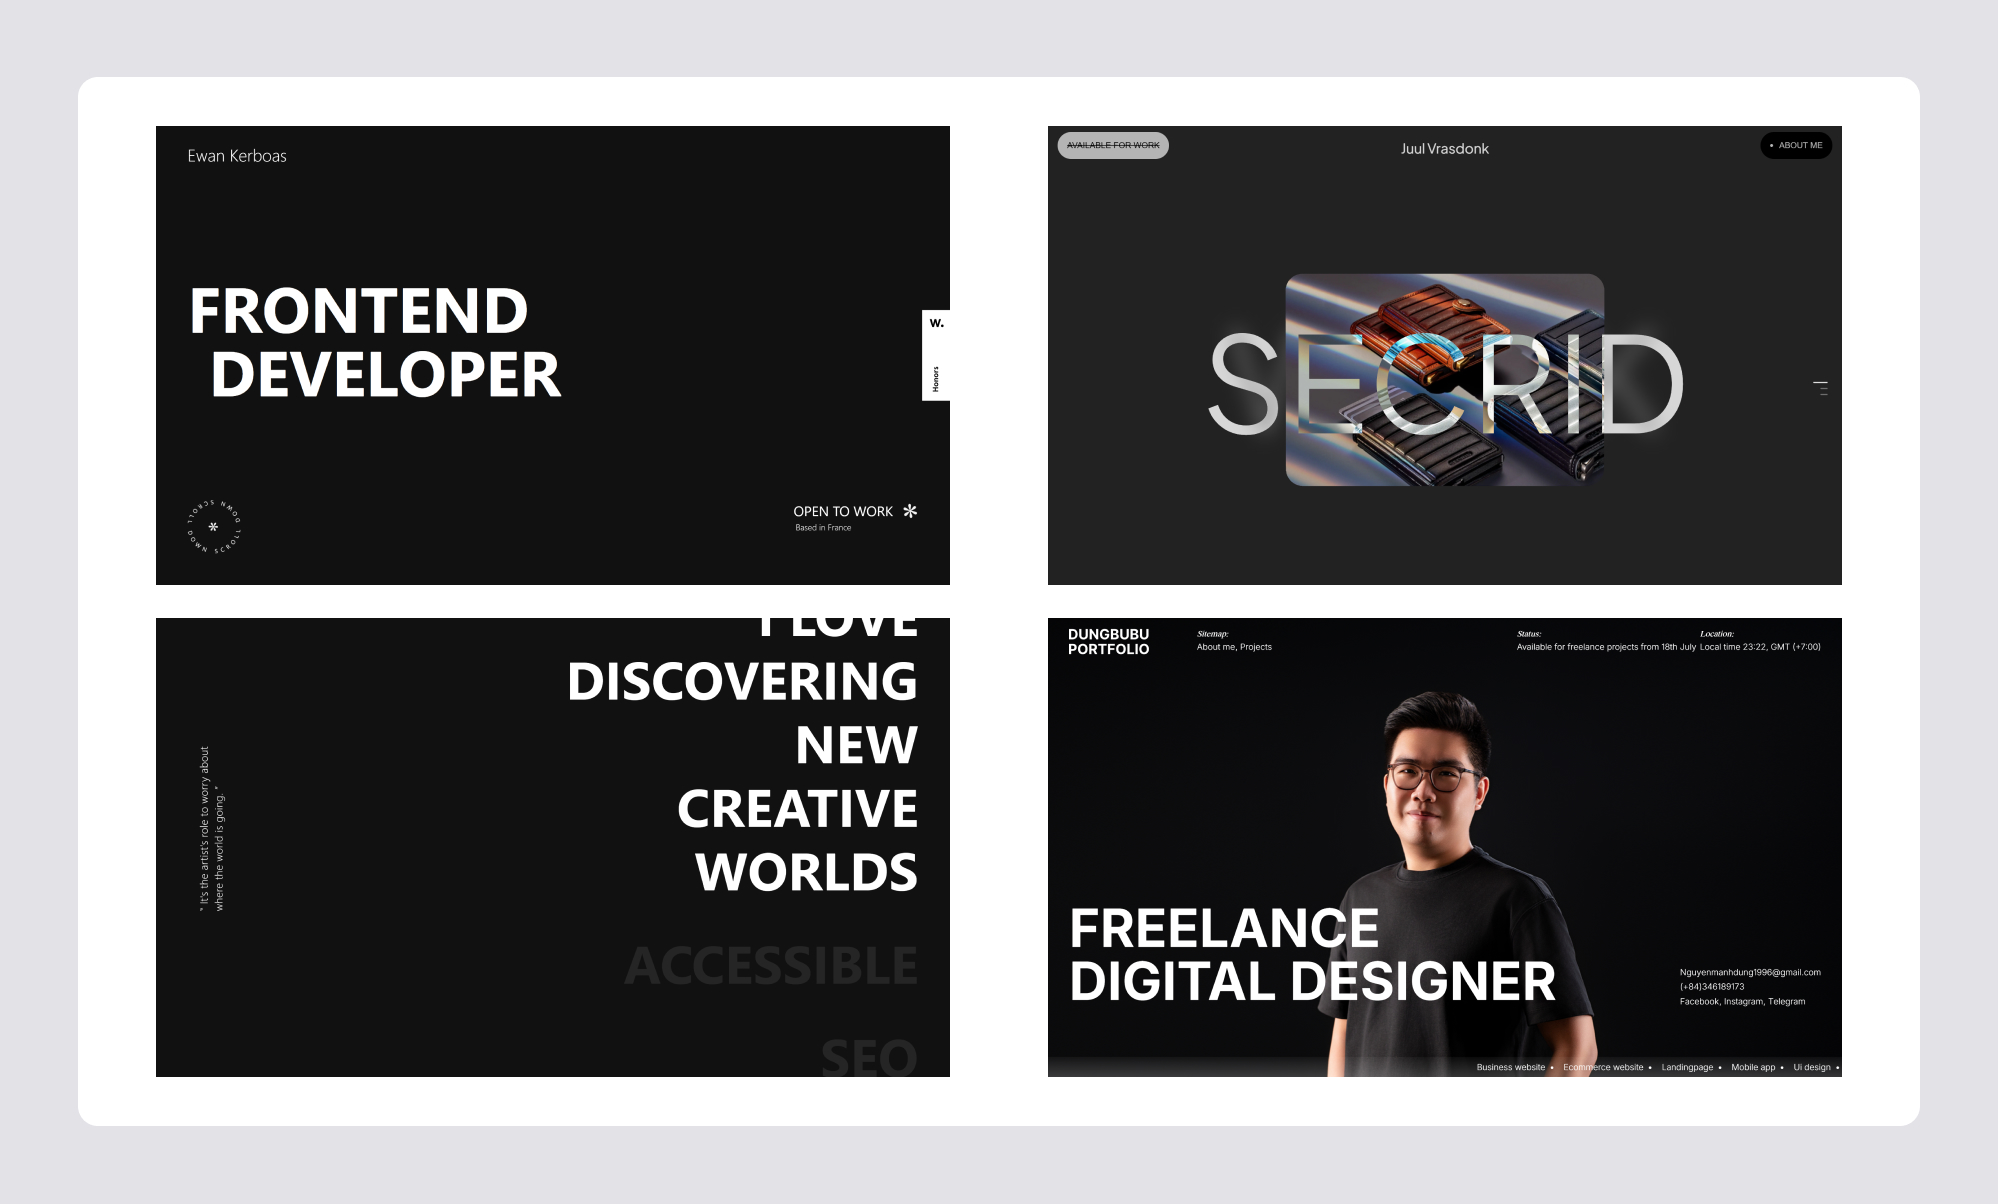 Ewan Kerboas
FRONTEND
DEVELOPER
W.
Honors
SCROLL DOWN SCROLL DOWN
OPEN TO WORK
Based in France
AVAILABLE FOR WORK
Juul Vrasdonk
• ABOUT ME
SECRID
I LOVE
DISCOVERING
NEW
CREATIVE
WORLDS
ACCESSIBLE
SEO
" It's the artist's role to worry about
where the world is going. "
DUNGBUBU
PORTFOLIO
Sitemap:
About me, Projects
Status:
Available for freelance projects from 18th July
Location:
Local time 23:22, GMT (+7:00)
FREELANCE
DIGITAL DESIGNER
Nguyenmanhdung1996@gmail.com
(+84)346189173
Facebook, Instagram, Telegram
Business website • Ecommerce website • Landingpage • Mobile app • Ui design •